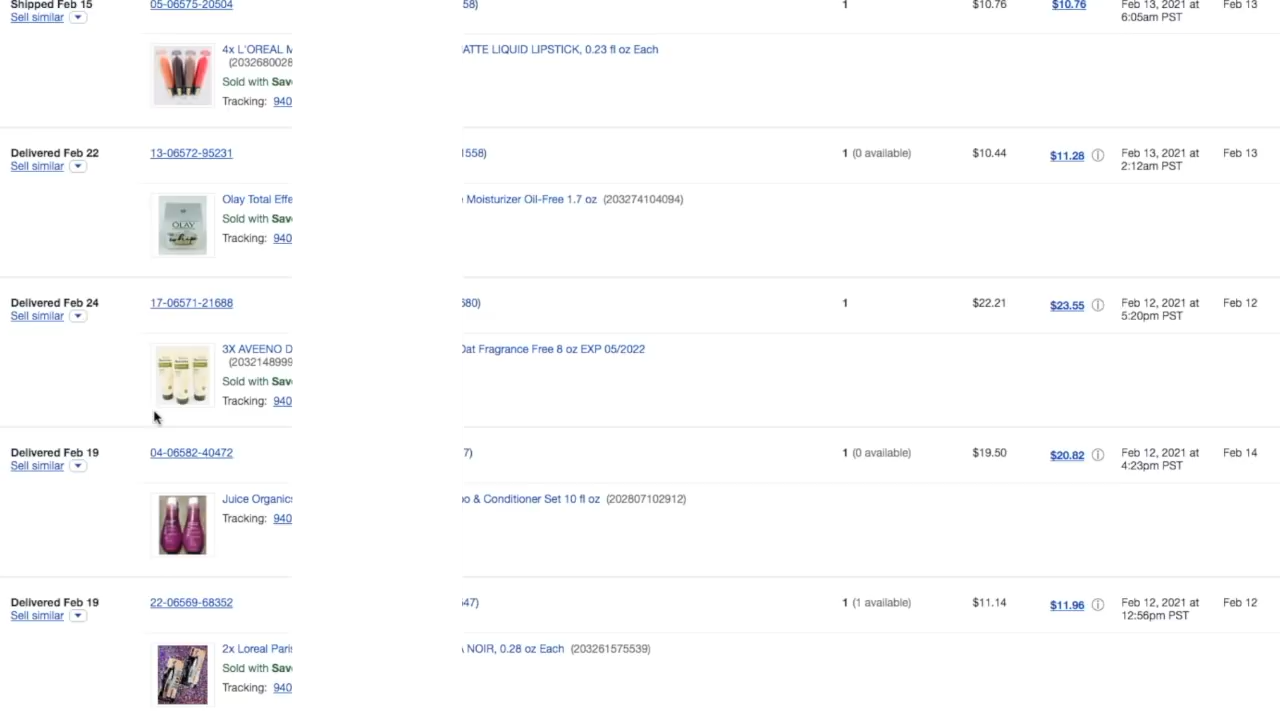 Shipped Feb 15 05-06575-20504 58) 1 $10.76 $10.76 Feb 13, 2021 at Feb 13
Sell similar 6:05am PST
4x L'OREAL M ATTE LIQUID LIPSTICK, 0.23 fl oz Each
(2032680028
Sold with Save
Tracking: 940
Delivered Feb 22 13-06572-95231 1558) 1 (0 available) $10.44 $11.28 Feb 13, 2021 at Feb 13
Sell similar 2:12am PST
Olay Total Effe Moisturizer Oil-Free 1.7 oz (203274104094)
OLAY
Sold with Save
Tracking: 940
Delivered Feb 24 17-06571-21688 680) 1 $22.21 $23.55 Feb 12, 2021 at Feb 12
Sell similar 5:20pm PST
3X AVEENO D Oat Fragrance Free 8 oz EXP 05/2022
(2032148999
Sold with Save
Tracking: 940
Delivered Feb 19 04-06582-40472 7) 1 (0 available) $19.50 $20.82 Feb 12, 2021 at Feb 14
Sell similar 4:23pm PST
Juice Organics oo & Conditioner Set 10 fl oz (202807102912)
Tracking: 940
Delivered Feb 19 22-06569-68352 47) 1 (1 available) $11.14 $11.96 Feb 12, 2021 at Feb 12
Sell similar 12:56pm PST
2x Loreal Paris NOIR, 0.28 oz Each (203261575539)
Sold with Save
Tracking: 940